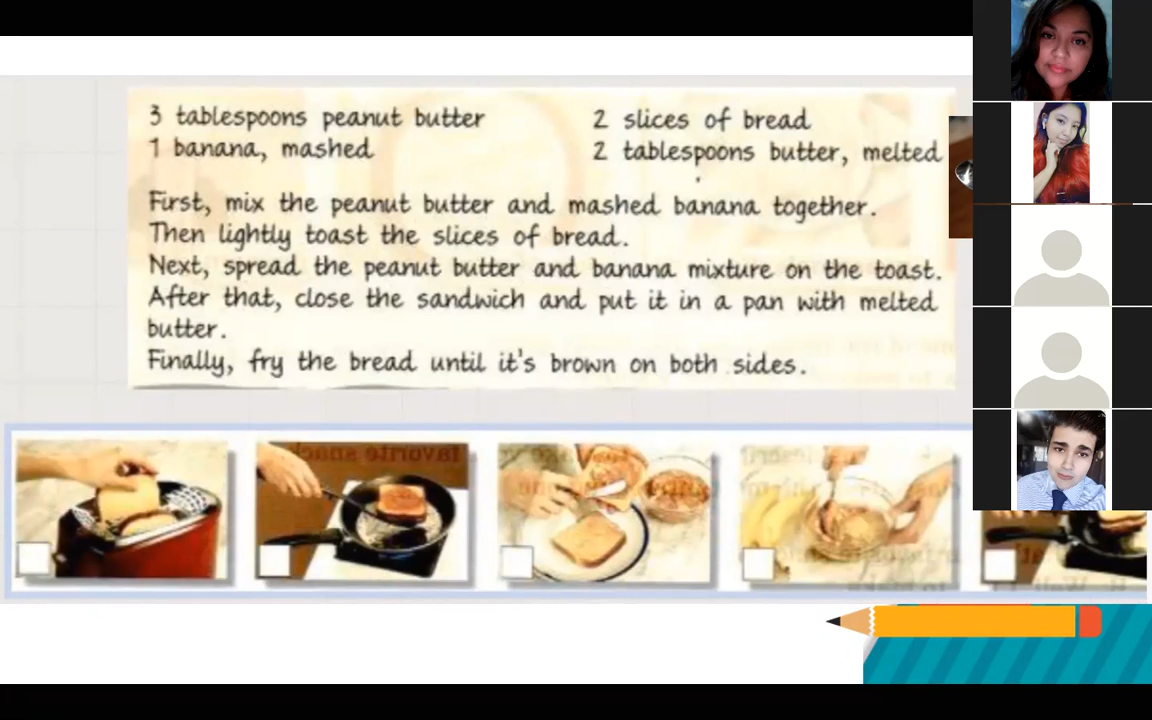 3 tablespoons peanut butter
2 slices of bread
1 banana, mashed
2 tablespoons butter, melted
First, mix the peanut butter and mashed banana together.
Then lightly toast the slices of bread.
Next, spread the peanut butter and banana mixture on the toast.
After that, close the sandwich and put it in a pan with melted
butter.
Finally, fry the bread until it's brown on both sides.
favorite snack